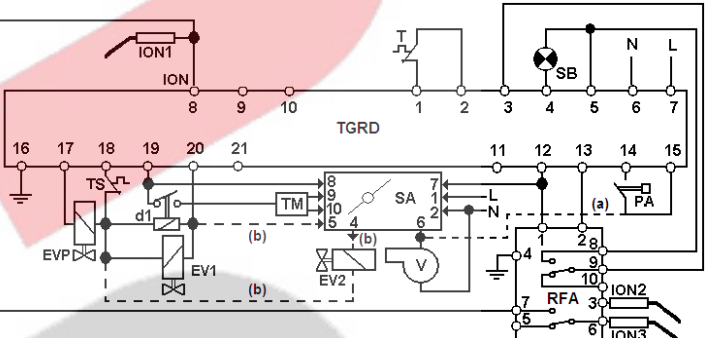 ION1
T
N
L
SB
ION
8
9
10
1
2
3
4
5
6
7
TGRD
16
17
18
19
20
21
11
12
13
14
15
TS
d1
TM
8
9
10
5
4
7
1
2
6
SA
L
N
(a)
PA
(b)
(b)
(b)
EVP
EV1
EV2
V
1
2
4
8
9
10
RFA
7
5
3
6
ION2
ION3